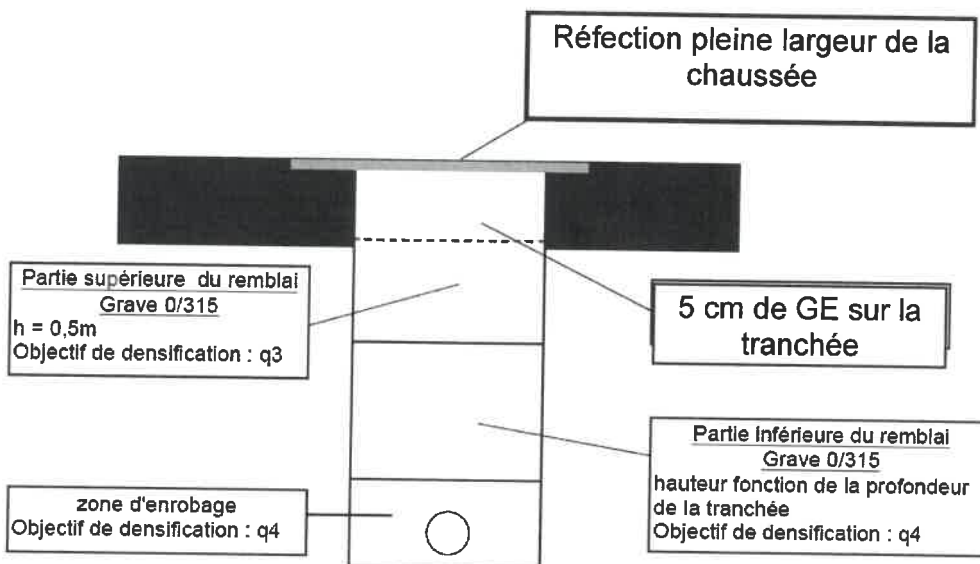 Réfection pleine largeur de la
chaussée
Partie supérieure du remblai
Grave 0/315
h = 0,5m
Objectif de densification : q3
5 cm de GE sur la
tranchée
Partie inférieure du remblai
Grave 0/315
hauteur fonction de la profondeur
de la tranchée
Objectif de densification : q4
zone d'enrobage
Objectif de densification : q4